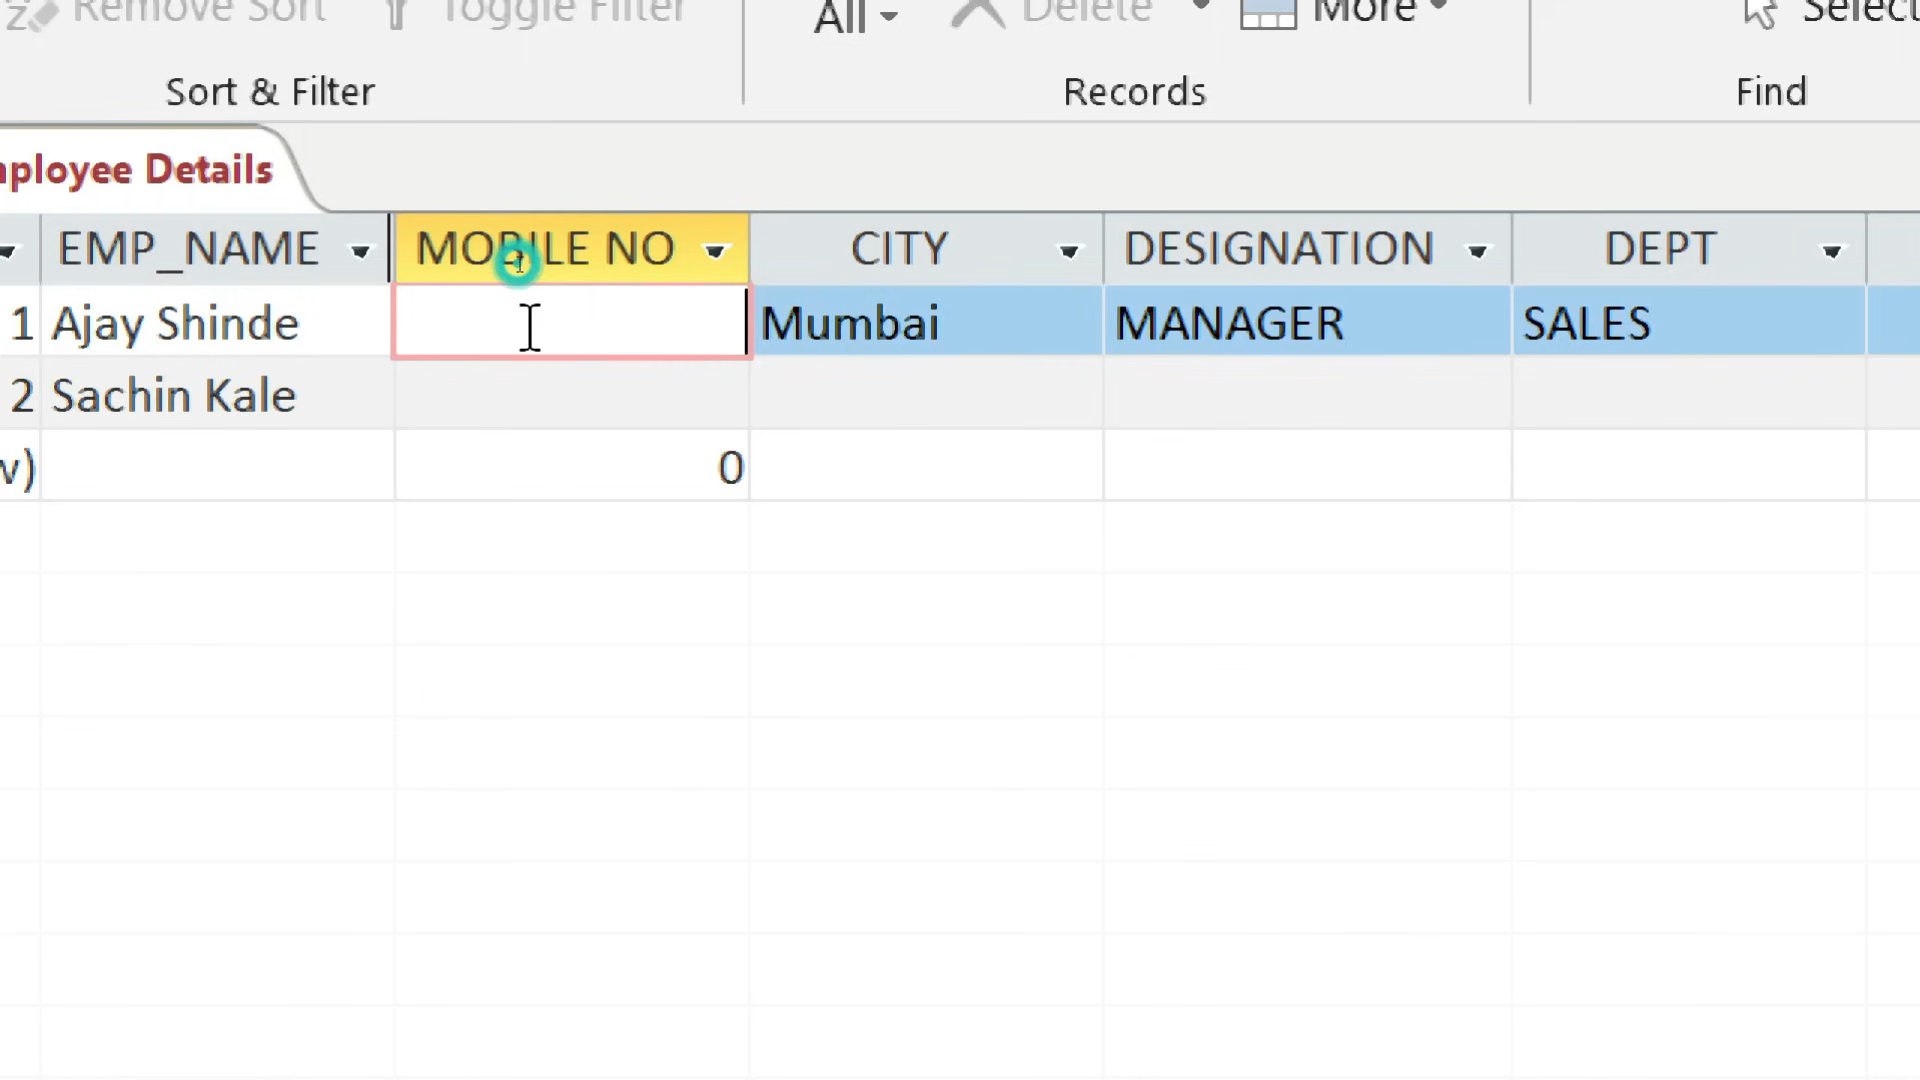 Remove Sort Toggle Filter All Delete More Select
Sort & Filter Records Find
mployee Details
EMP_NAME MOBILE NO CITY DESIGNATION DEPT
1 Ajay Shinde Mumbai MANAGER SALES
2 Sachin Kale
w) 0